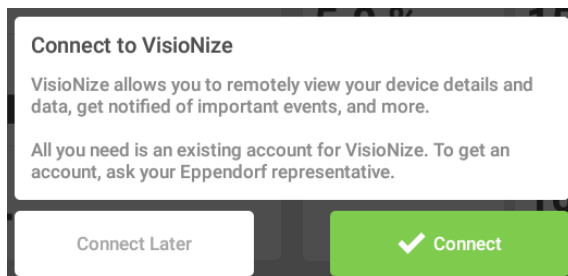 Connect to VisioNize
VisioNize allows you to remotely view your device details and
data, get notified of important events, and more.
All you need is an existing account for VisioNize. To get an
account, ask your Eppendorf representative.
Connect Later
Connect